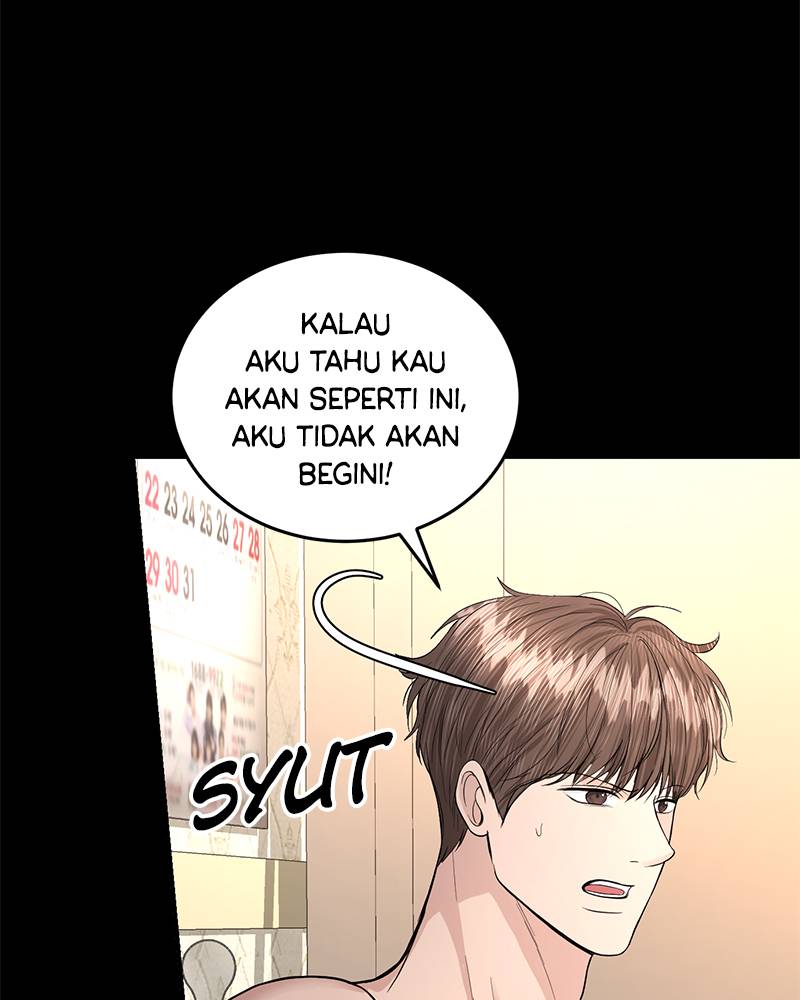 KALAU
AKU TAHU KAU
AKAN SEPERTI INI,
AKU TIDAK AKAN
BEGINI!
22 23 24 25 26 27 28
29 30 31
SYUT